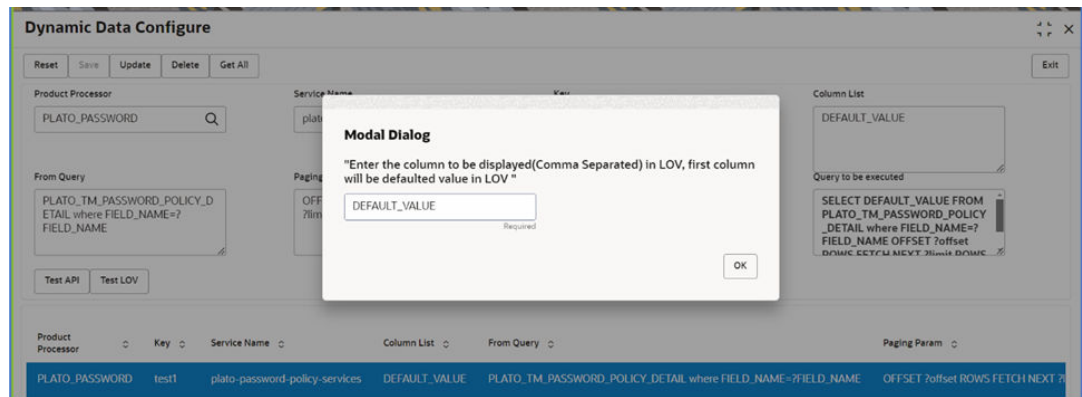 Dynamic Data Configure
Reset Save Update Delete Get All Exit
Product Processor Service Name Key Column List
PLATO_PASSWORD plat DEFAULT_VALUE
Modal Dialog
"Enter the column to be displayed(Comma Separated) in LOV, first column
will be defaulted value in LOV "
DEFAULT_VALUE
Required
OK
From Query Paging Query to be executed
PLATO_TM_PASSWORD_POLICY_D
ETAIL where FIELD_NAME=?
FIELD_NAME
OFF
?lim
SELECT DEFAULT_VALUE FROM
PLATO_TM_PASSWORD_POLICY
_DETAIL where FIELD_NAME=?
FIELD_NAME OFFSET ?offset
ROWS FETCH NEXT ?limit ROWS
Test API Test LOV
Product
Processor Key Service Name Column List From Query Paging Param
PLATO_PASSWORD test1 plato-password-policy-services DEFAULT_VALUE PLATO_TM_PASSWORD_POLICY_DETAIL where FIELD_NAME=?FIELD_NAME OFFSET ?offset ROWS FETCH NEXT